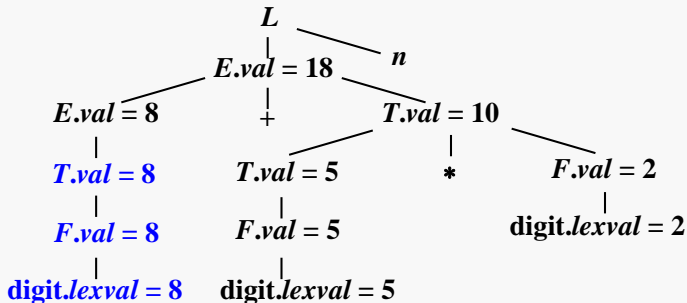 L
n
E.val = 18
E.val = 8
+
T.val = 10
T.val = 8
T.val = 5
*
F.val = 2
F.val = 8
F.val = 5
digit.lexval = 2
digit.lexval = 8
digit.lexval = 5